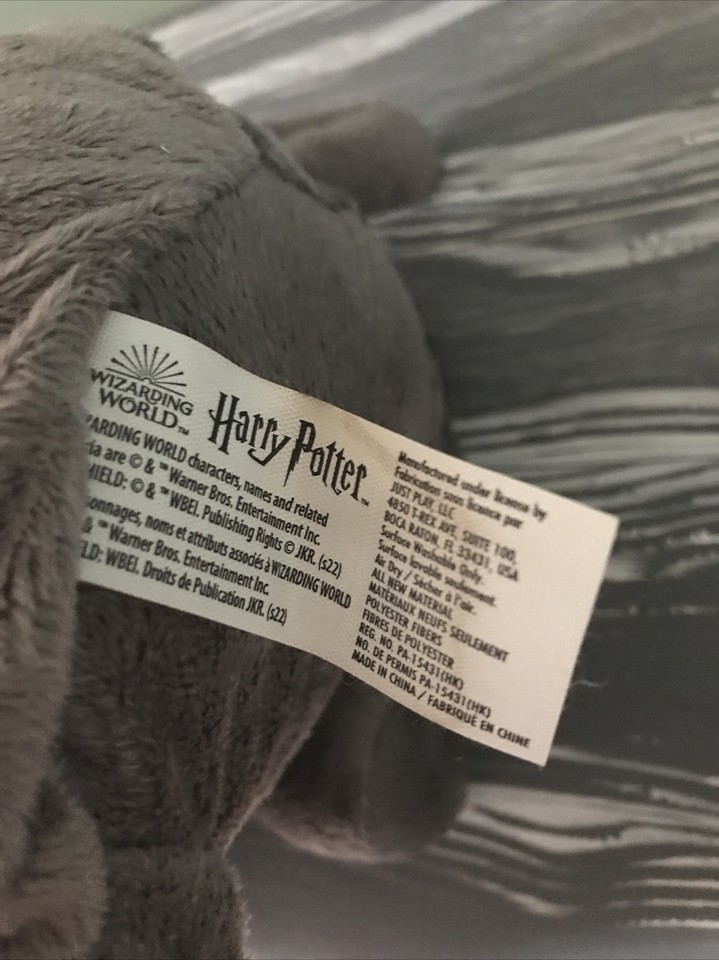 WIZARDING
WORLD™
Harry Potter™
ARDING WORLD characters, names and related
ia are © & ™ Warner Bros. Entertainment Inc.
HIELD: © & ™ WBEI. Publishing Rights © JKR. (s22)
onnages, noms et attributs associés à WIZARDING WORLD
& ™ Warner Bros. Entertainment Inc.
LD: WBEI. Droits de Publication JKR. (s22)
Manufactured under license by
Fabrication sous licence par
JUST PLAY, LLC
4850 T-REX AVE, SUITE 100,
BOCA RATON, FL 33431, USA
Surface Washable Only.
Surface lavable seulement.
Air Dry / Sécher à l'air.
ALL NEW MATERIAL
MATÉRIAUX NEUFS SEULEMENT
POLYESTER FIBERS
FIBRES DE POLYESTER
REG. NO. PA-15431(HK)
NO. DE PERMIS PA-15431(HK)
MADE IN CHINA / FABRIQUÉ EN CHINE